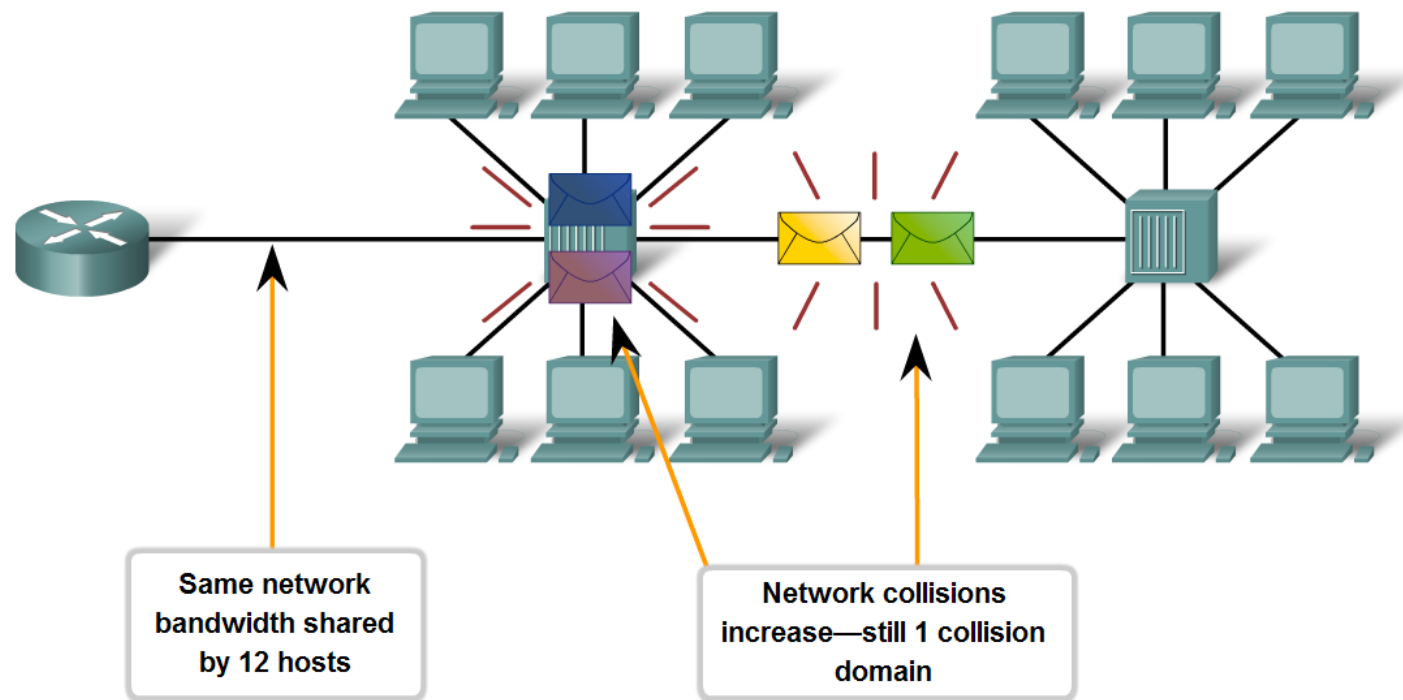 Same network
bandwidth shared
by 12 hosts
Network collisions
increase—still 1 collision
domain